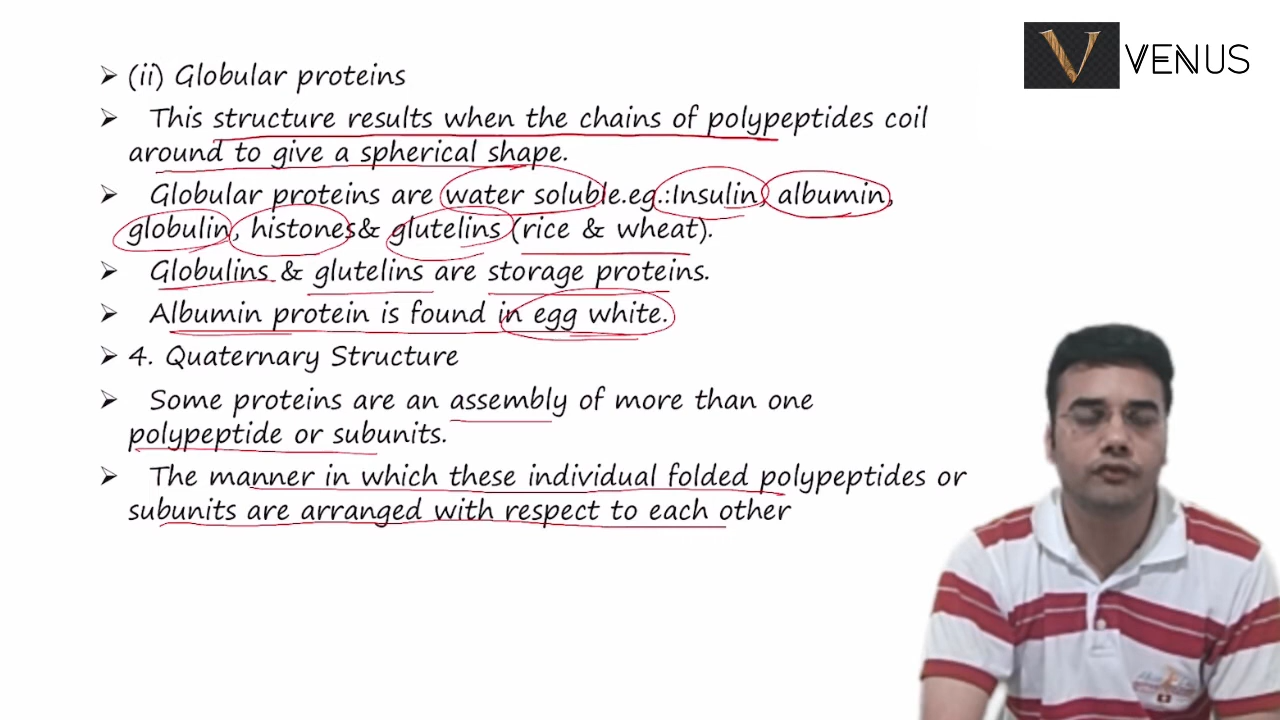 VENUS
➢ (ii) Globular proteins
➢ This structure results when the chains of polypeptides coil
around to give a spherical shape.
➢ Globular proteins are water soluble.eg.:Insulin, albumin,
globulin, histones& glutelins (rice & wheat).
➢ Globulins & glutelins are storage proteins.
➢ Albumin protein is found in egg white.
➢ 4. Quaternary Structure
➢ Some proteins are an assembly of more than one
polypeptide or subunits.
➢ The manner in which these individual folded polypeptides or
subunits are arranged with respect to each other